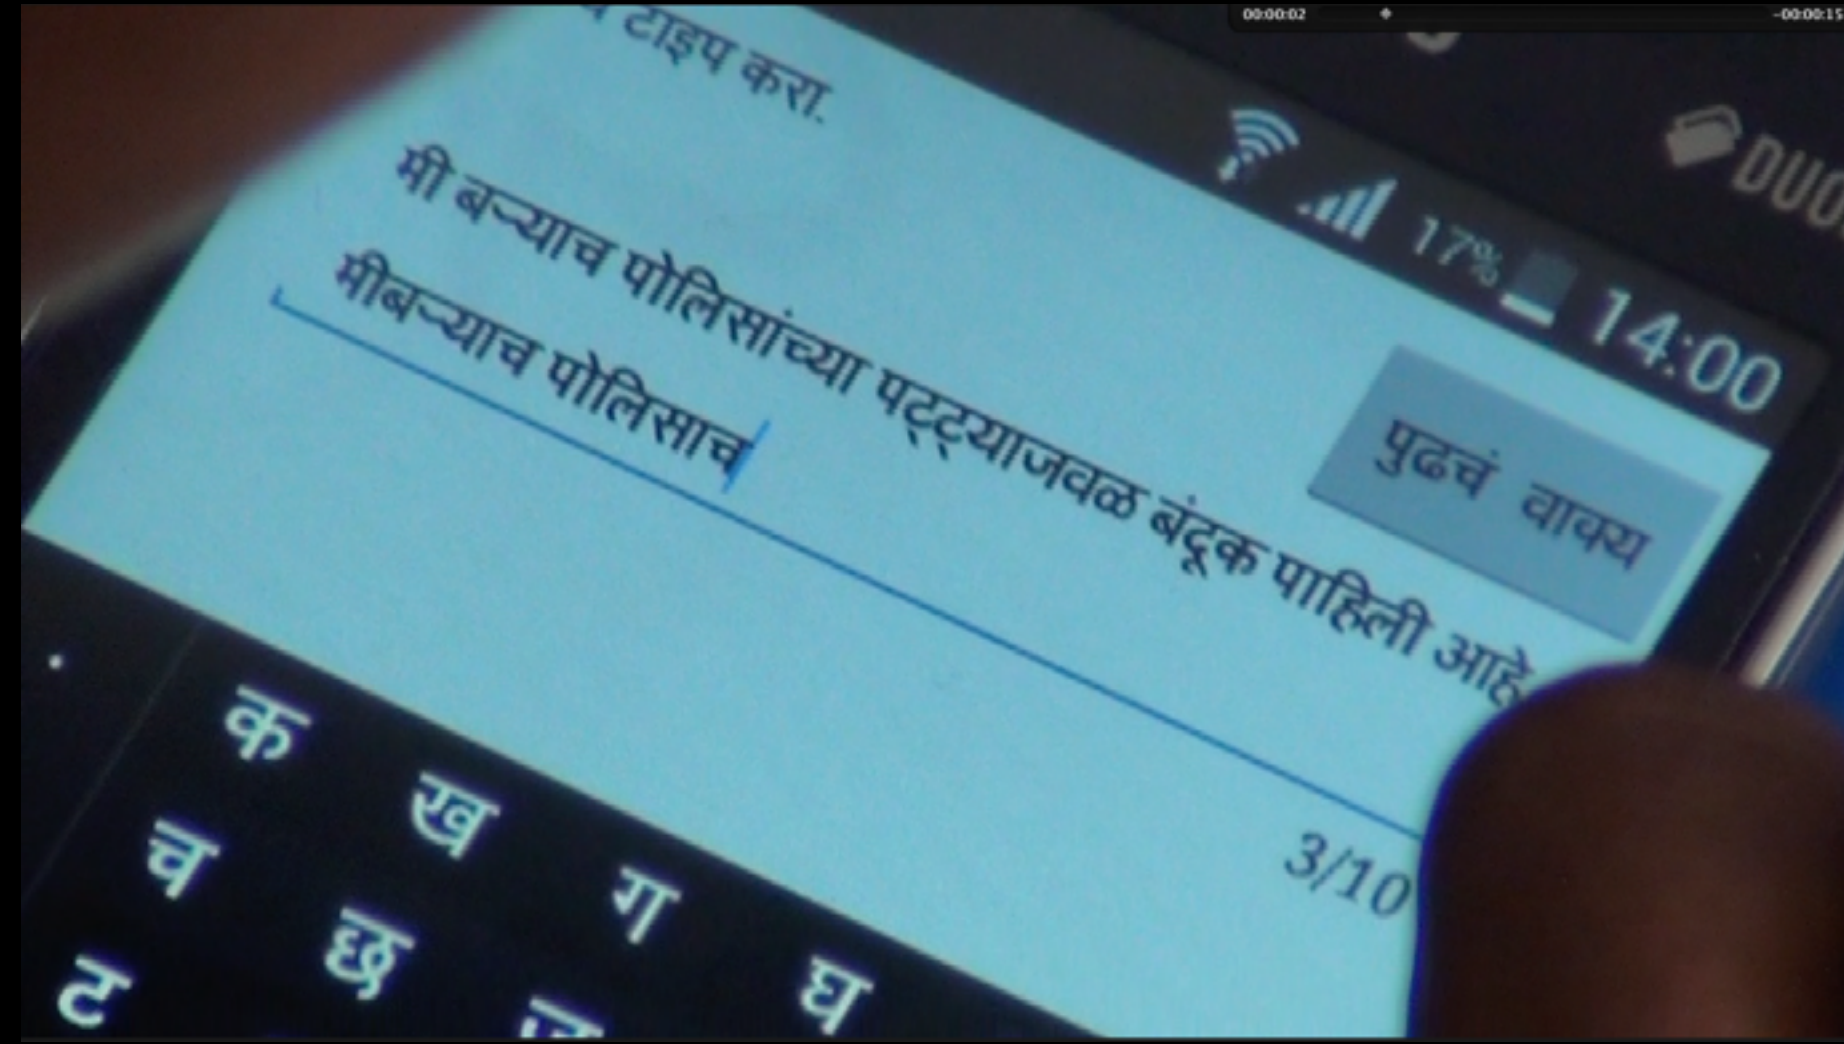 00:00:02 -00:00:15
DUO
17% 14:00
टाइप करा.
पुढचं वाक्य
मी बऱ्याच पोलिसांच्या पट्ट्याजवळ बंदूक पाहिली आहे
मीबऱ्याच पोलिसाच
3/10
.
क ख ग घ
च छ ज
ट